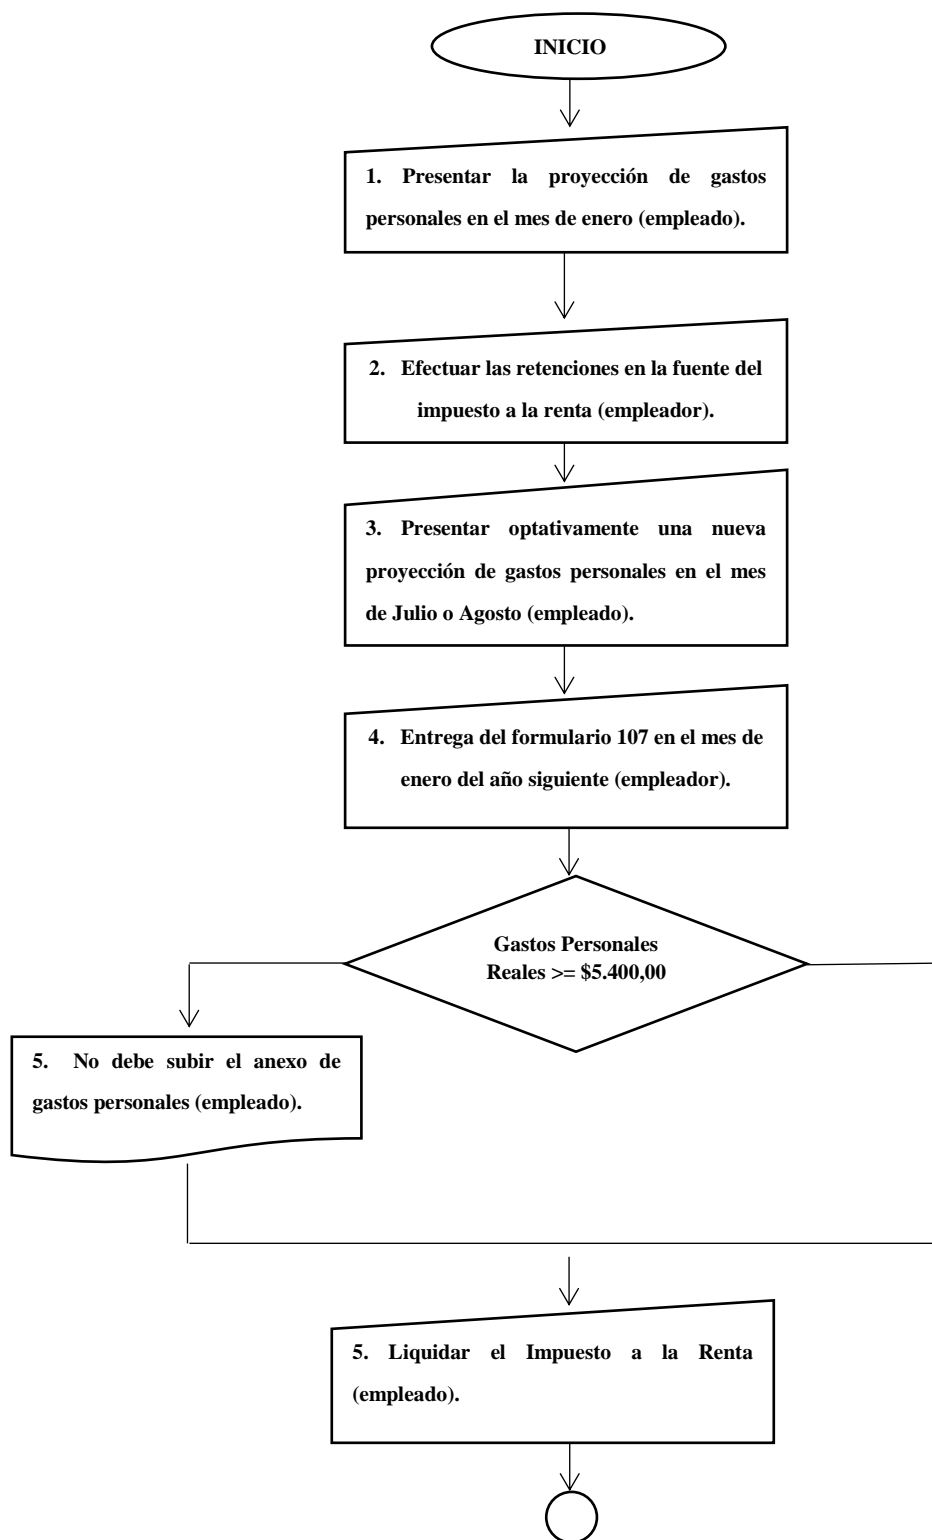 INICIO
1. Presentar la proyección de gastos
personales en el mes de enero (empleado).
2. Efectuar las retenciones en la fuente del
impuesto a la renta (empleador).
3. Presentar optativamente una nueva
proyección de gastos personales en el mes
de Julio o Agosto (empleado).
4. Entrega del formulario 107 en el mes de
enero del año siguiente (empleador).
Gastos Personales
Reales >= $5.400,00
5. No debe subir el anexo de
gastos personales (empleado).
5. Liquidar el Impuesto a la Renta
(empleado).